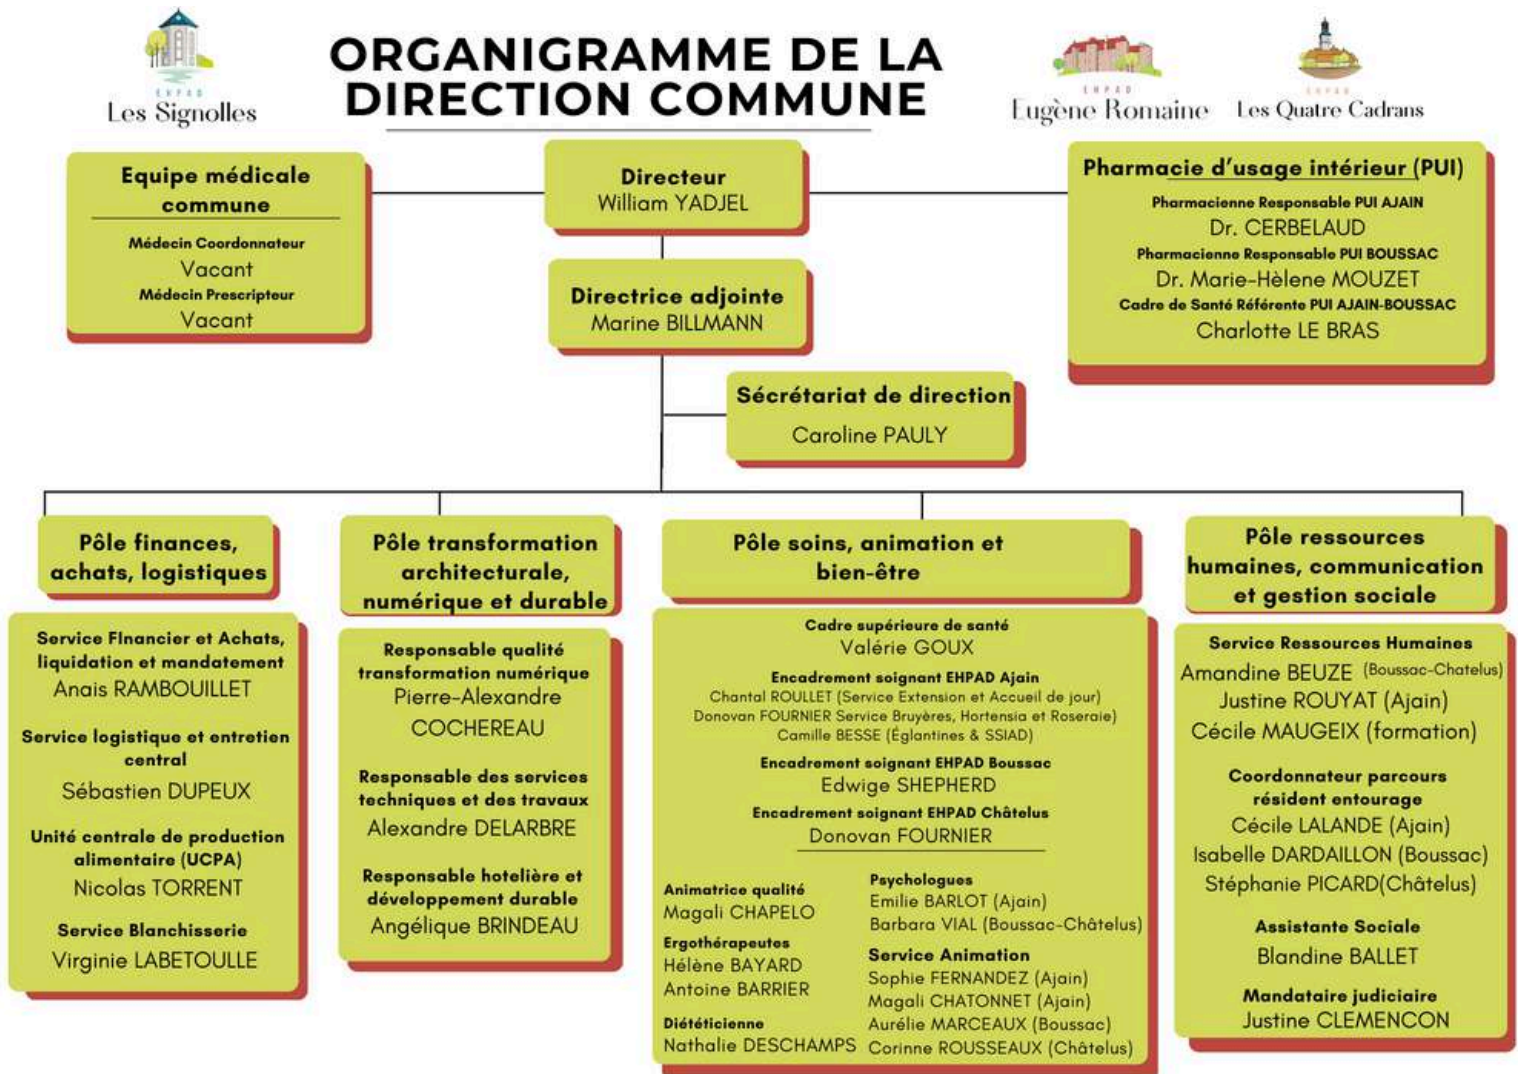 EHPAD
Les Signolles
ORGANIGRAMME DE LA
DIRECTION COMMUNE
EHPAD
Eugène Romaine
EHPAD
Les Quatre Cadrans
Equipe médicale
commune
Médecin Coordonnateur
Vacant
Médecin Prescripteur
Vacant
Directeur
William YADJEL
Pharmacie d'usage intérieur (PUI)
Pharmacienne Responsable PUI AJAIN
Dr. CERBELAUD
Pharmacienne Responsable PUI BOUSSAC
Dr. Marie-Hèlene MOUZET
Cadre de Santé Référente PUI AJAIN-BOUSSAC
Charlotte LE BRAS
Directrice adjointe
Marine BILLMANN
Sécrétariat de direction
Caroline PAULY
Pôle finances,
achats, logistiques
Service FInancier et Achats,
liquidation et mandatement
Anais RAMBOUILLET
Service logistique et entretien
central
Sébastien DUPEUX
Unité centrale de production
alimentaire (UCPA)
Nicolas TORRENT
Service Blanchisserie
Virginie LABETOULLE
Pôle transformation
architecturale,
numérique et durable
Responsable qualité
transformation numérique
Pierre-Alexandre
COCHEREAU
Responsable des services
techniques et des travaux
Alexandre DELARBRE
Responsable hotelière et
développement durable
Angélique BRINDEAU
Pôle soins, animation et
bien-être
Cadre supérieure de santé
Valérie GOUX
Encadrement soignant EHPAD Ajain
Chantal ROULLET (Service Extension et Accueil de jour)
Donovan FOURNIER Service Bruyères, Hortensia et Roseraie)
Camille BESSE (Églantines & SSIAD)
Encadrement soignant EHPAD Boussac
Edwige SHEPHERD
Encadrement soignant EHPAD Châtelus
Donovan FOURNIER
Animatrice qualité
Magali CHAPELO
Ergothérapeutes
Hélène BAYARD
Antoine BARRIER
Diététicienne
Nathalie DESCHAMPS
Psychologues
Emilie BARLOT (Ajain)
Barbara VIAL (Boussac-Châtelus)
Service Animation
Sophie FERNANDEZ (Ajain)
Magali CHATONNET (Ajain)
Aurélie MARCEAUX (Boussac)
Corinne ROUSSEAUX (Châtelus)
Pôle ressources
humaines, communication
et gestion sociale
Service Ressources Humaines
Amandine BEUZE (Boussac-Chatelus)
Justine ROUYAT (Ajain)
Cécile MAUGEIX (formation)
Coordonnateur parcours
résident entourage
Cécile LALANDE (Ajain)
Isabelle DARDAILLON (Boussac)
Stéphanie PICARD(Châtelus)
Assistante Sociale
Blandine BALLET
Mandataire judiciaire
Justine CLEMENCON